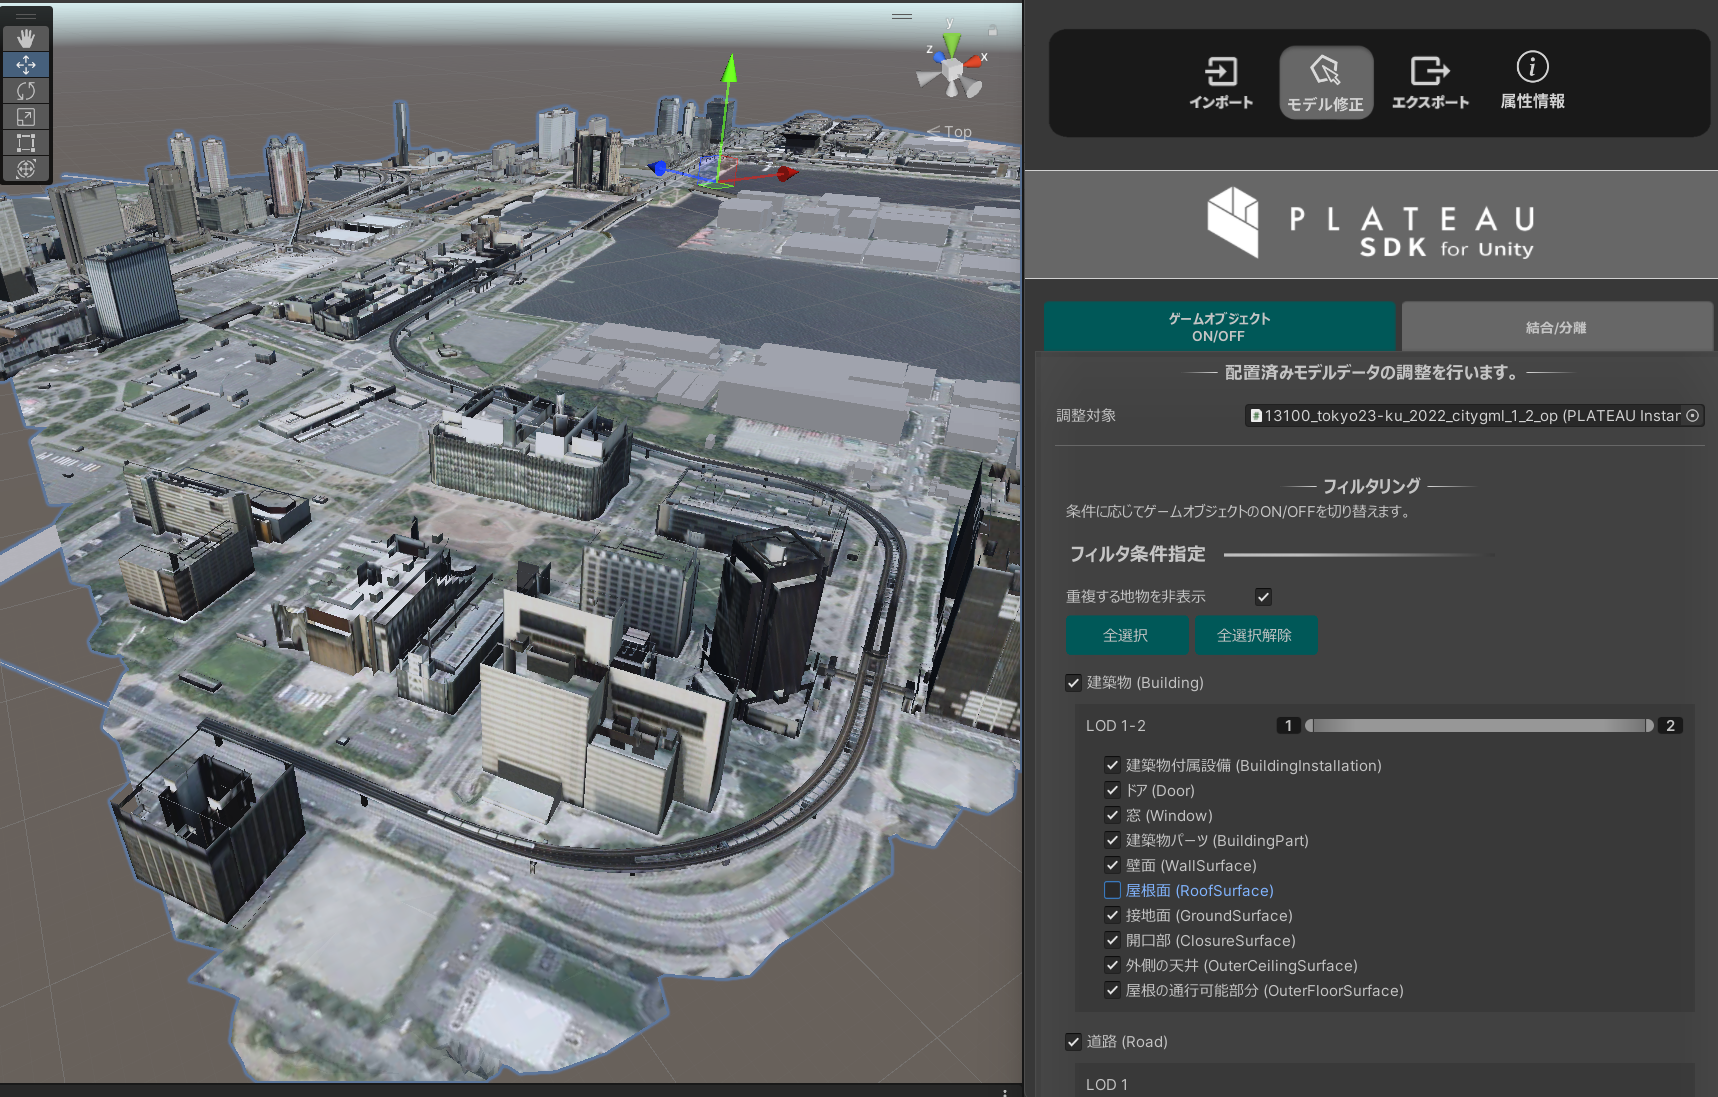 y
z
x
Top
インポート
モデル修正
エクスポート
属性情報
PLATEAU
SDK for Unity
ゲームオブジェクト
ON/OFF
結合/分離
配置済みモデルデータの調整を行います。
調整対象
13100_tokyo23-ku_2022_citygml_1_2_op (PLATEAU Instar
フィルタリング
条件に応じてゲームオブジェクトのON/OFFを切り替えます。
フィルタ条件指定
重複する地物を非表示
全選択
全選択解除
建築物 (Building)
LOD 1-2
1
2
建築物付属設備 (BuildingInstallation)
ドア (Door)
窓 (Window)
建築物パーツ (BuildingPart)
壁面 (WallSurface)
屋根面 (RoofSurface)
接地面 (GroundSurface)
開口部 (ClosureSurface)
外側の天井 (OuterCeilingSurface)
屋根の通行可能部分 (OuterFloorSurface)
道路 (Road)
LOD 1